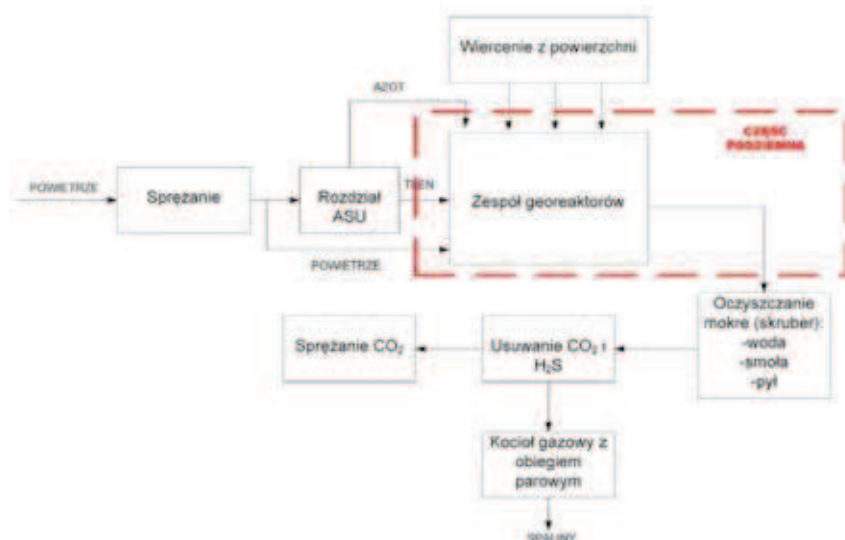 Wiercenie z powierzchni
AZOT
CZĘŚĆ
PODZIEMNA
POWIETRZE
Sprężanie
Rozdział
ASU
TLEN
Zespół georeaktorów
POWIETRZE
Oczyszczanie
mokre (skruber):
-woda
-smoła
-pył
Sprężanie CO₂
Usuwanie CO₂ i
H₂S
Kocioł gazowy z
obiegiem
parowym
SPALINY